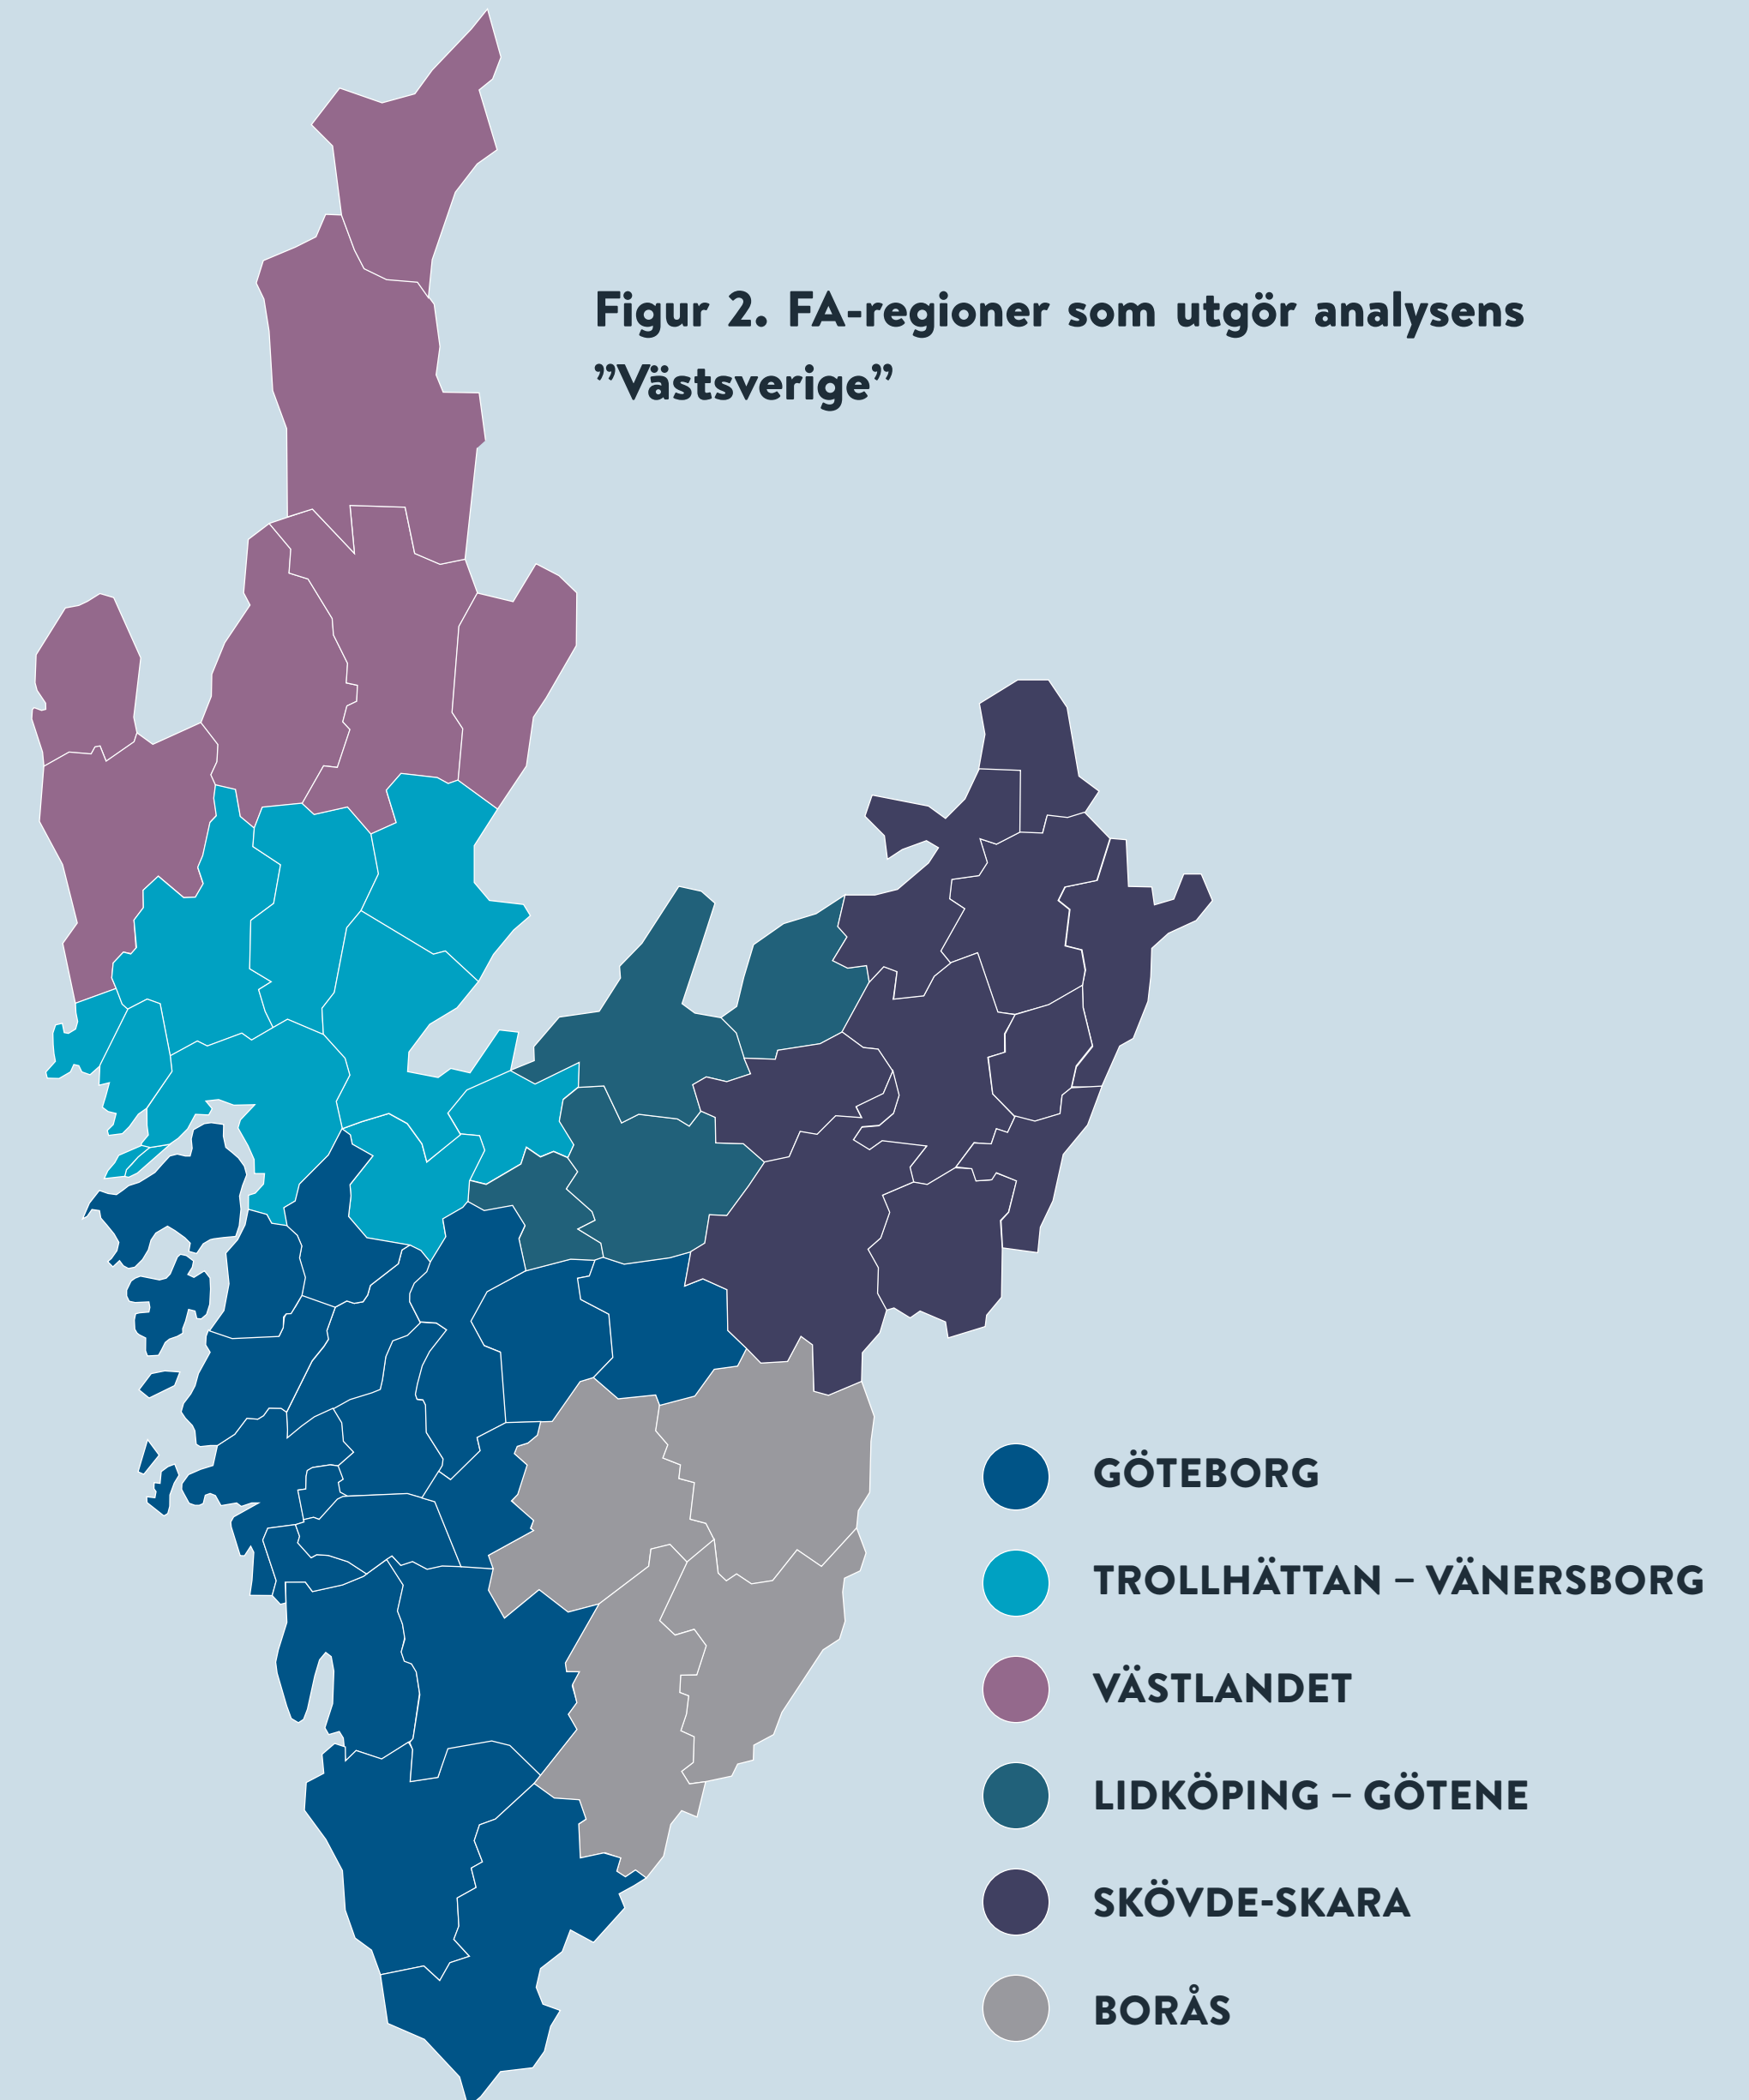 Figur 2. FA-regioner som utgör analysens
”Västsverige”
GÖTEBORG
TROLLHÄTTAN – VÄNERSBORG
VÄSTLANDET
LIDKÖPING – GÖTENE
SKÖVDE-SKARA
BORÅS